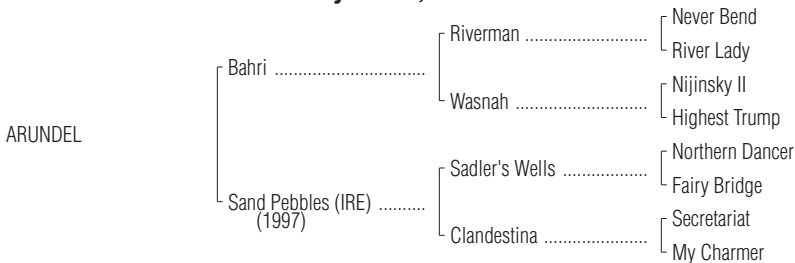 Never Bend
Riverman ................................
River Lady
Bahri ................................
Nijinsky II
Wasnah ..................................
Highest Trump
ARUNDEL
Northern Dancer
Sadler's Wells .................
Fairy Bridge
Sand Pebbles (IRE) ..........
(1997)
Secretariat
Clandestina .........................
My Charmer